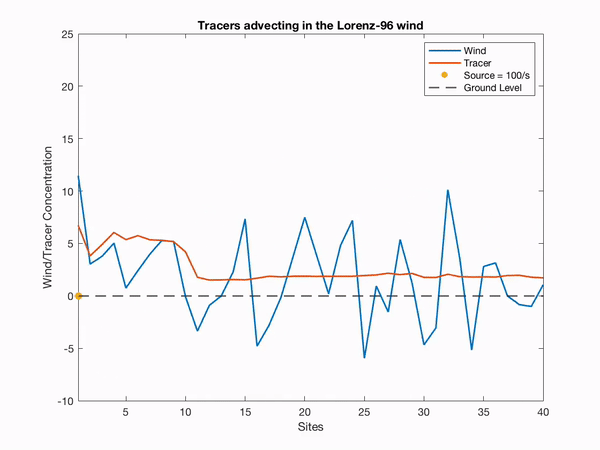 Tracers advecting in the Lorenz-96 wind
Wind
Tracer
Source = 100/s
Ground Level
Wind/Tracer Concentration
25
20
15
10
5
0
-5
-10
5
10
15
20
25
30
35
40
Sites